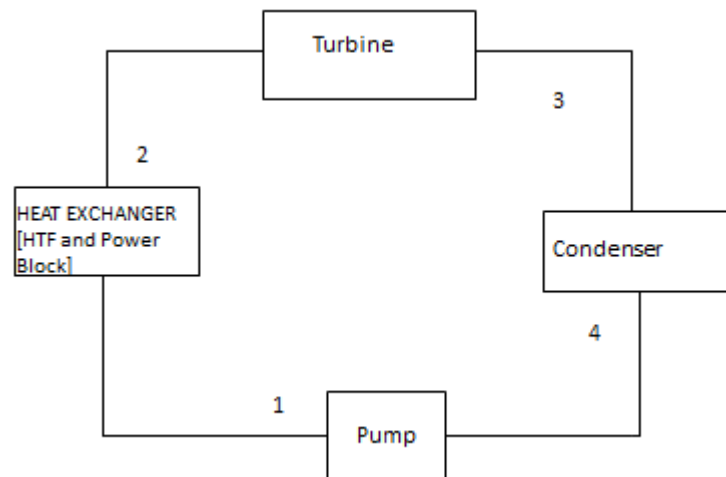 Turbine
3
2
HEAT EXCHANGER
[HTF and Power
Block]
Condenser
4
1
Pump